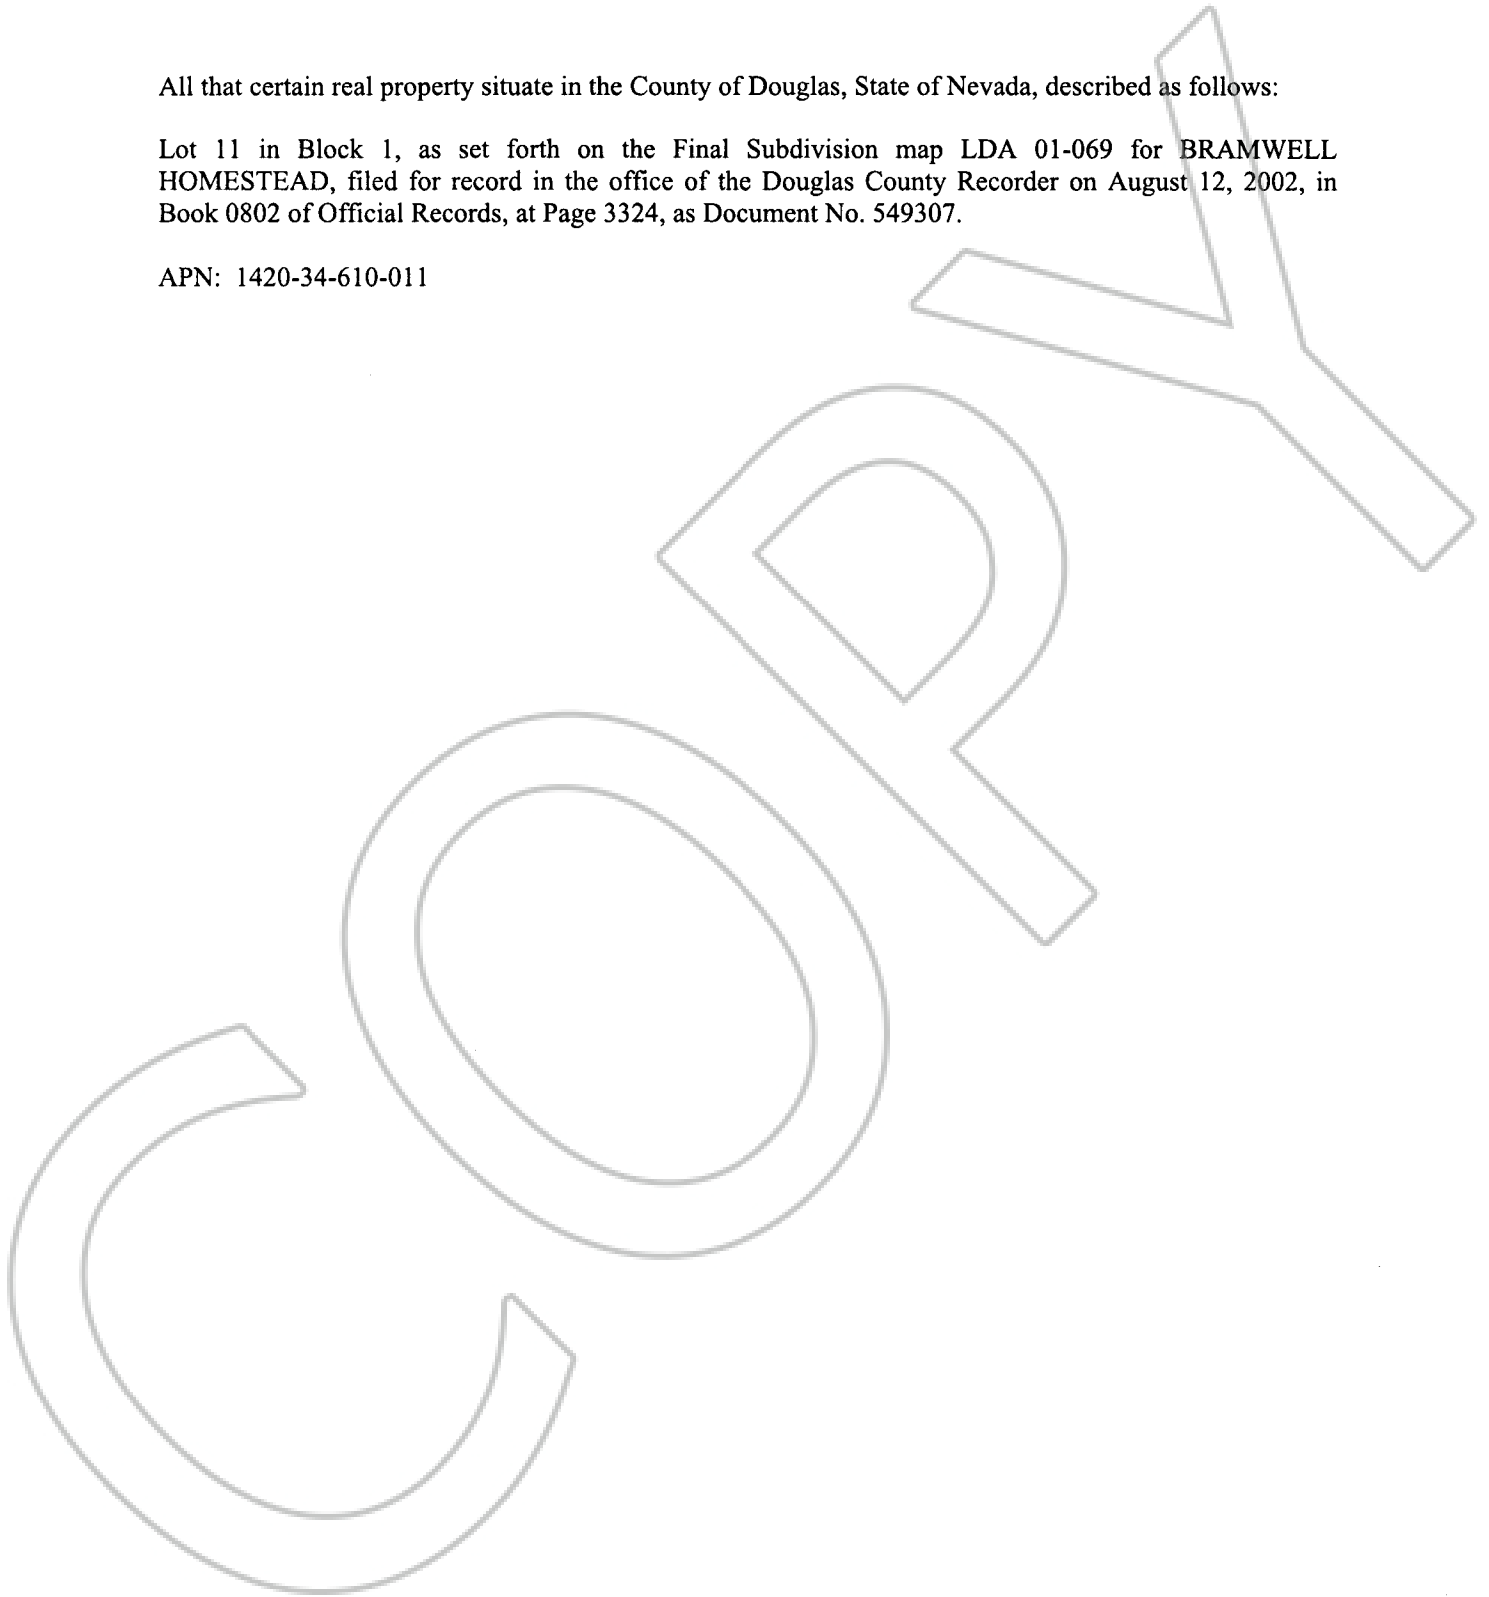 All that certain real property situate in the County of Douglas, State of Nevada, described as follows:
Lot 11 in Block 1, as set forth on the Final Subdivision map LDA 01-069 for BRAMWELL
HOMESTEAD, filed for record in the office of the Douglas County Recorder on August 12, 2002, in
Book 0802 of Official Records, at Page 3324, as Document No. 549307.
APN: 1420-34-610-011
COPY